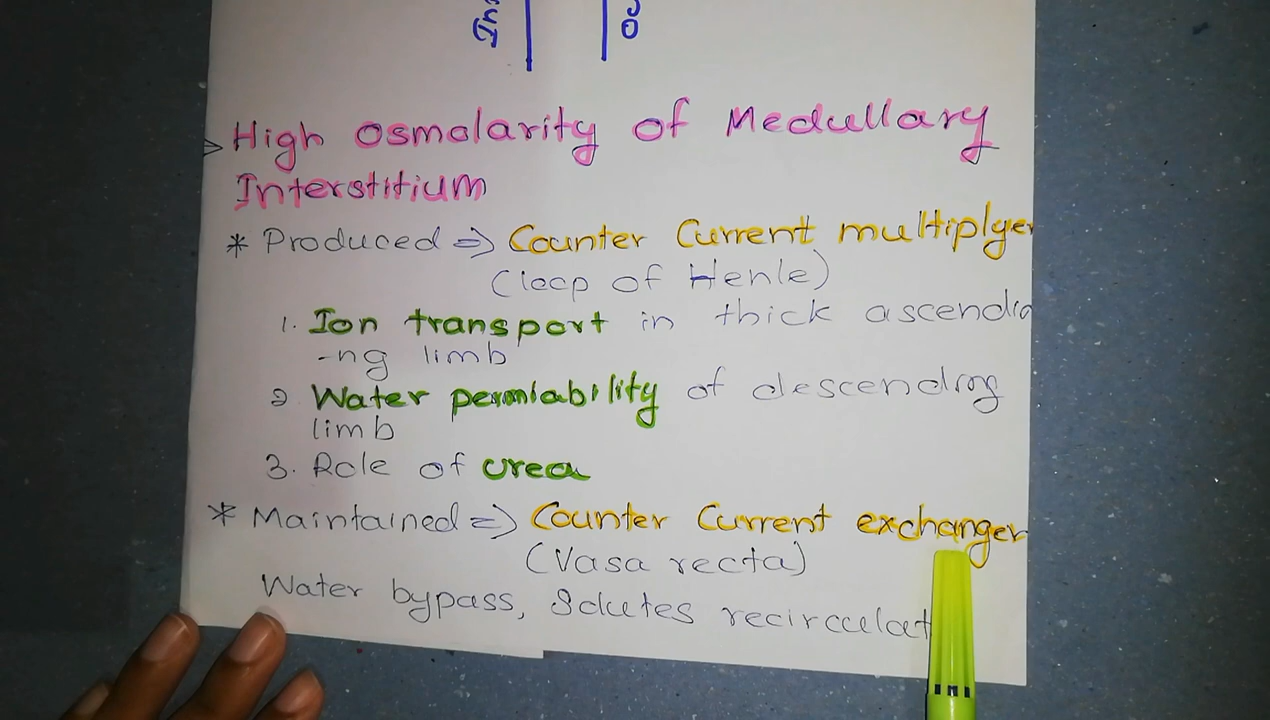 Ins
Ou
> High Osmolarity of Medullary
Interstitium
* Produced => Counter Current multiplyer
(loop of Henle)
1. Ion transport in thick ascendi
-ng limb
2 Water permiability of descending
limb
3. Role of urea
* Maintained => Counter Current exchanger
(Vasa recta)
Water bypass, Solutes recirculat